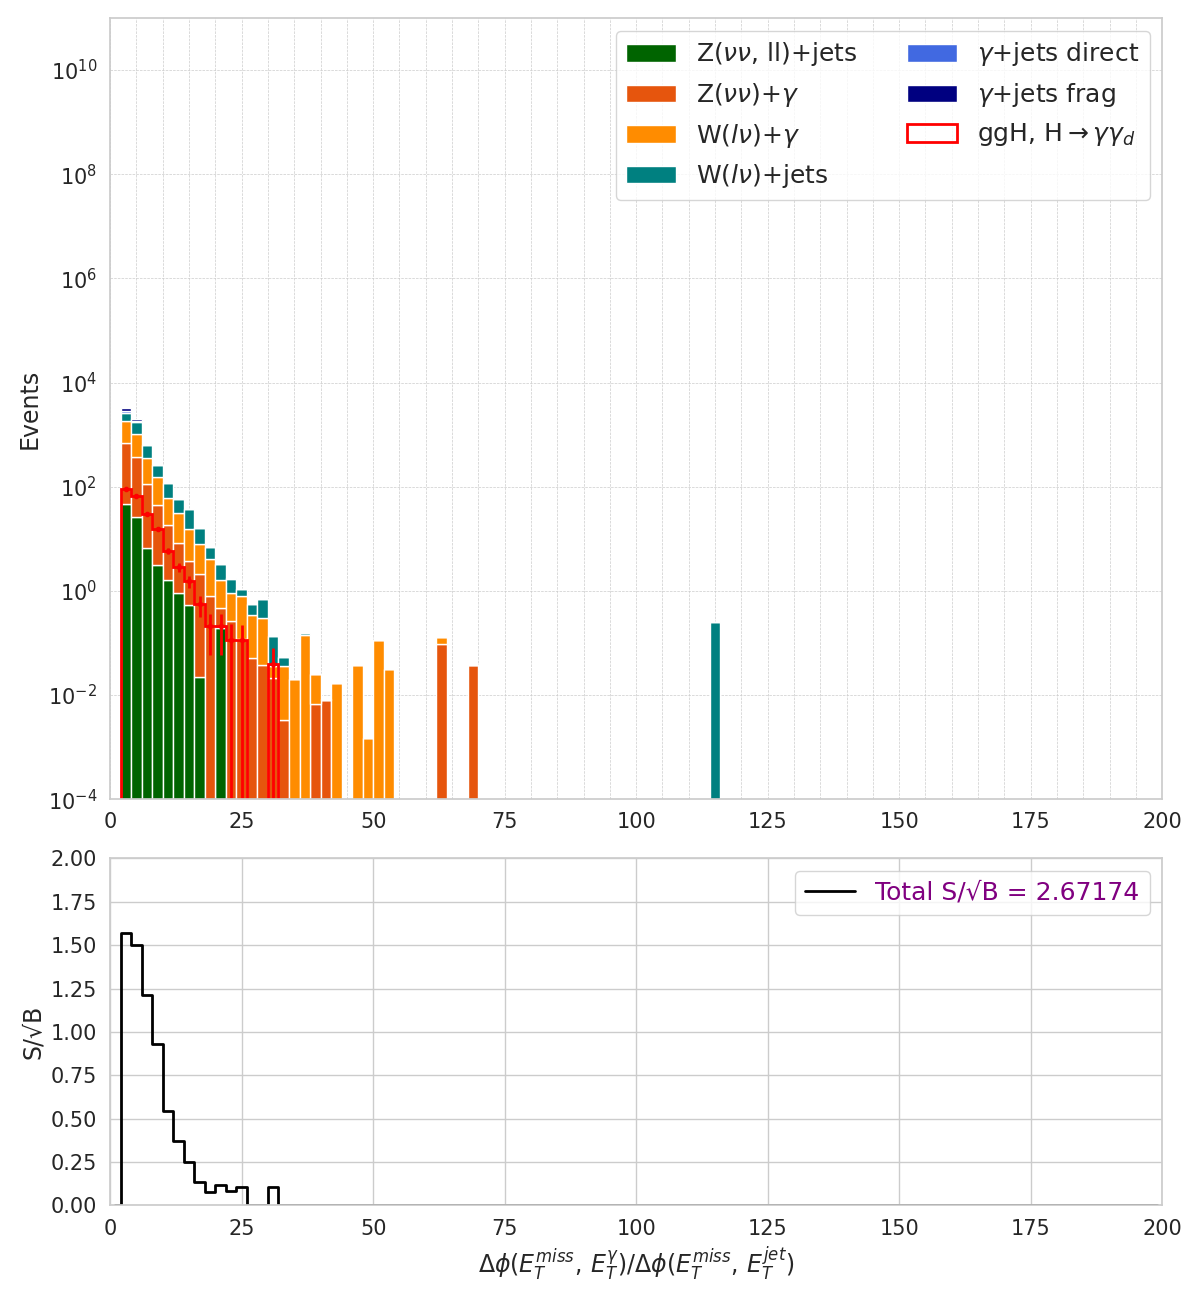 Z(νν, ll)+jets
Z(νν)+γ
W(lν)+γ
W(lν)+jets
γ+jets direct
γ+jets frag
ggH, H→γγ_d
Events
10^10
10^8
10^6
10^4
10^2
10^0
10^−2
10^−4
0 25 50 75 100 125 150 175 200
Total S/√B = 2.67174
S/√B
2.00
1.75
1.50
1.25
1.00
0.75
0.50
0.25
0.00
0 25 50 75 100 125 150 175 200
Δϕ(E_T^miss, E_T^γ)/Δϕ(E_T^miss, E_T^jet)